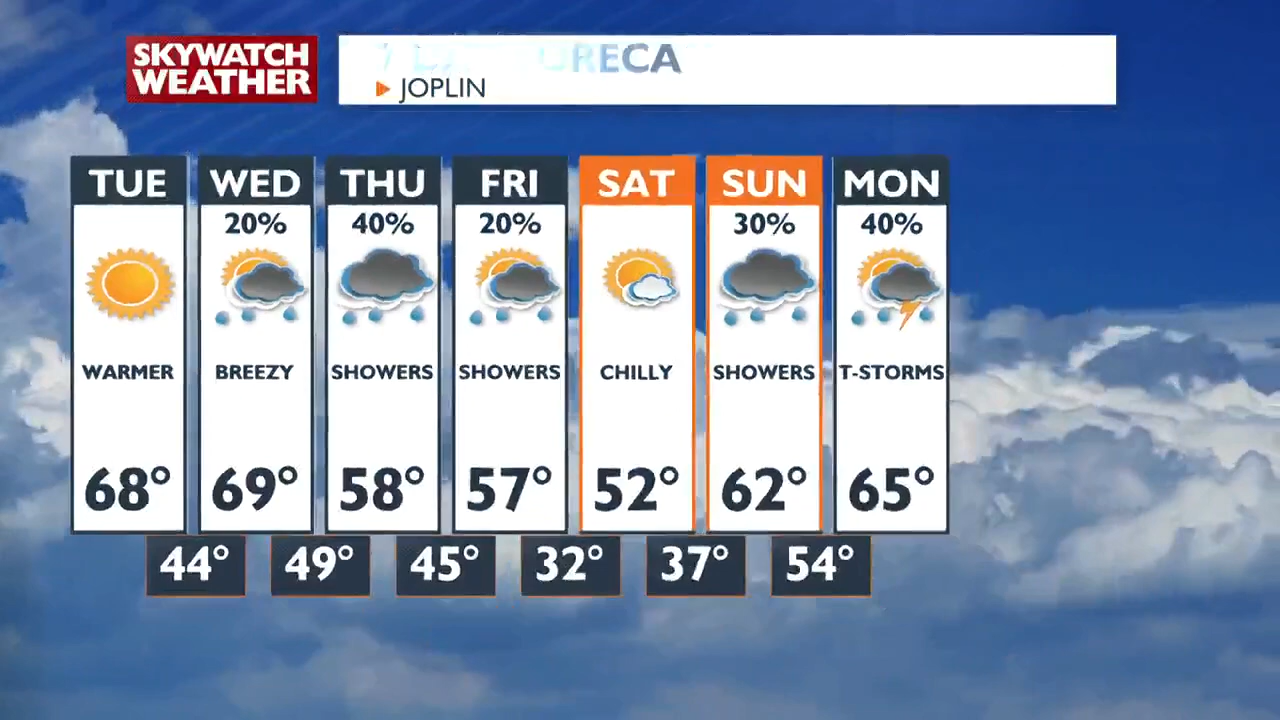 SKYWATCH
WEATHER
JOPLIN
TUE WED THU FRI SAT SUN MON
20% 40% 20% 30% 40%
WARMER BREEZY SHOWERS SHOWERS CHILLY SHOWERS T-STORMS
68° 69° 58° 57° 52° 62° 65°
44° 49° 45° 32° 37° 54°